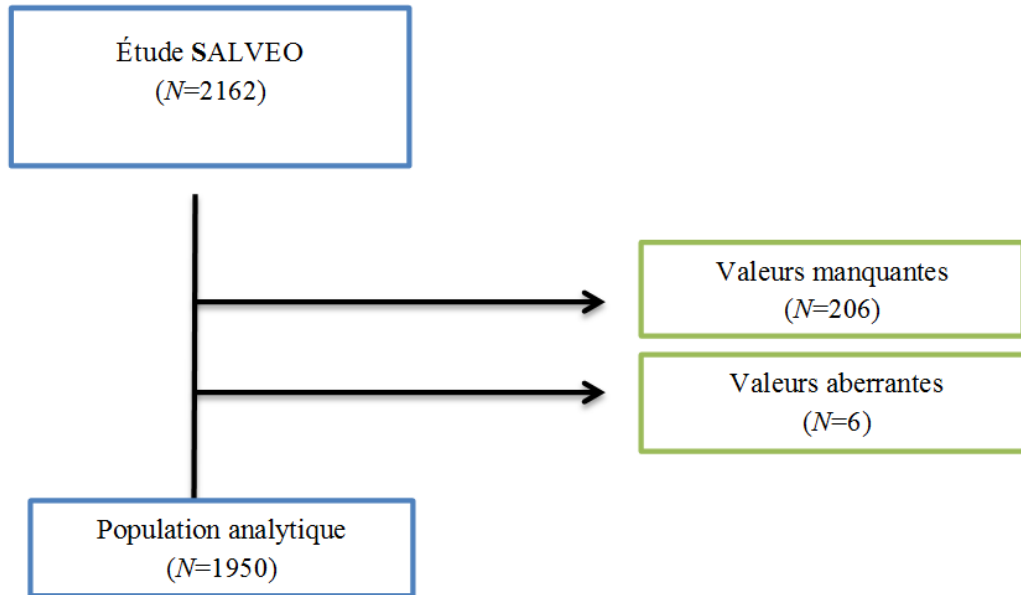 Étude SALVEO
(N=2162)
Valeurs manquantes
(N=206)
Valeurs aberrantes
(N=6)
Population analytique
(N=1950)